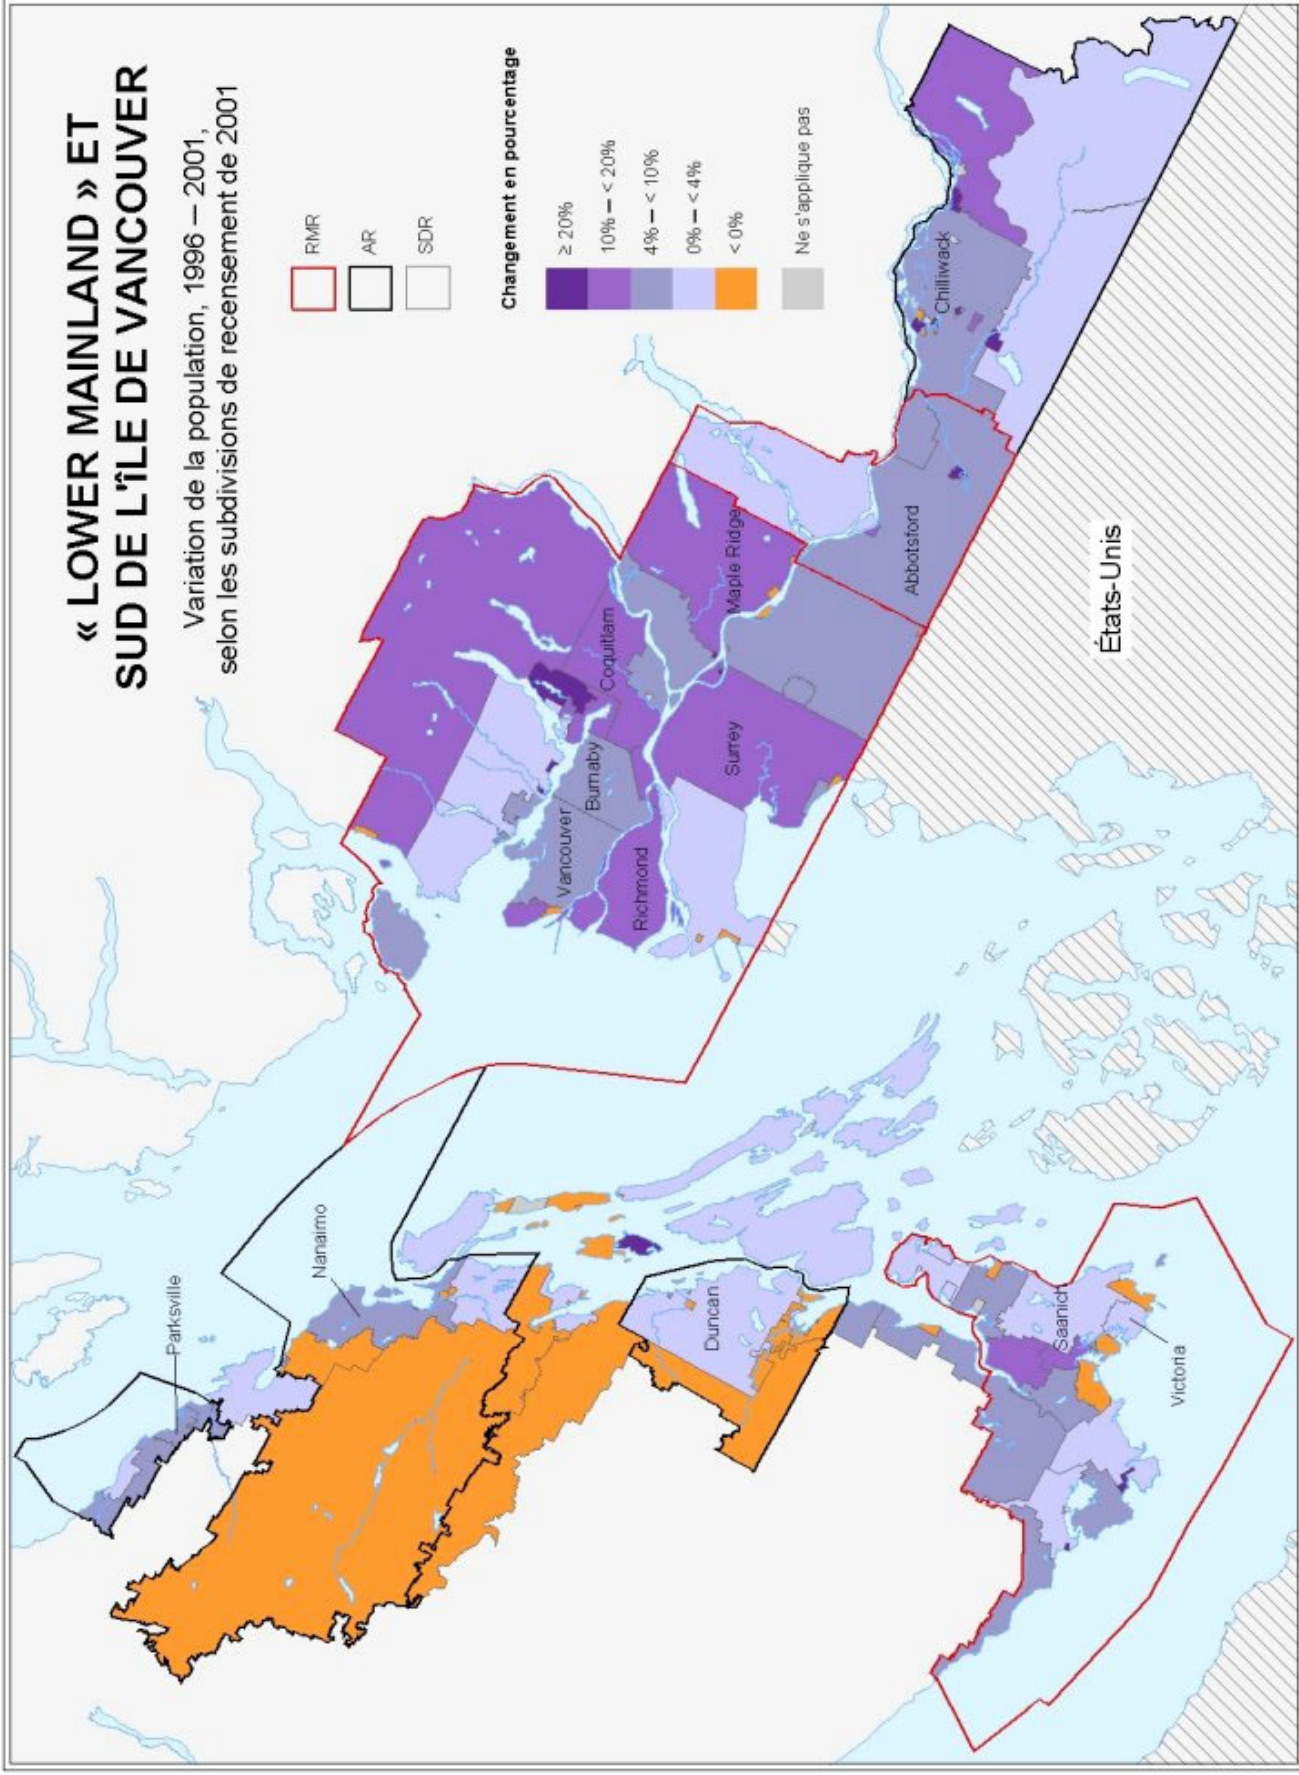 « LOWER MAINLAND » ET
SUD DE L'ÎLE DE VANCOUVER
Variation de la population, 1996 – 2001,
selon les subdivisions de recensement de 2001
RMR
AR
SDR
Changement en pourcentage
≥ 20%
10% – < 20%
4% – < 10%
0% – < 4%
< 0%
Ne s'applique pas
Parksville
Nanaimo
Duncan
Saanich
Victoria
Vancouver
Burnaby
Richmond
Coquitlam
Surrey
Maple Ridge
Abbotsford
Chilliwack
États-Unis